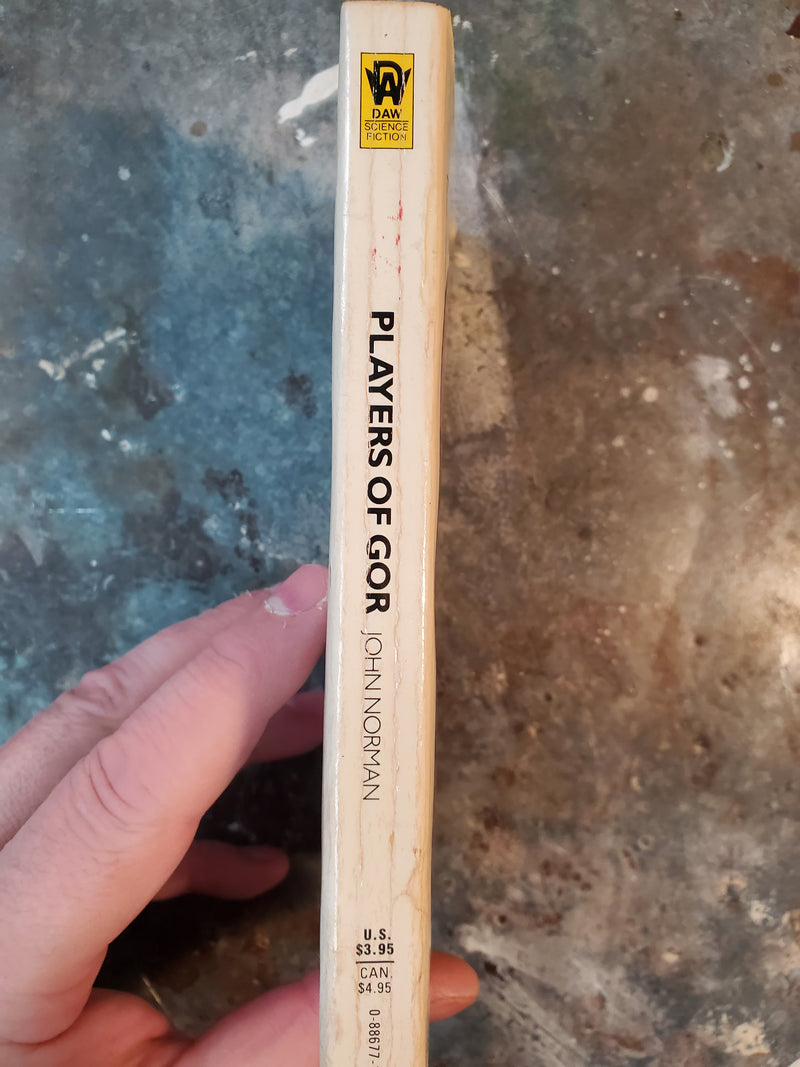 DAW
SCIENCE
FICTION
PLAYERS OF GOR
JOHN NORMAN
U.S.
$3.95
CAN.
$4.95
0-88677-